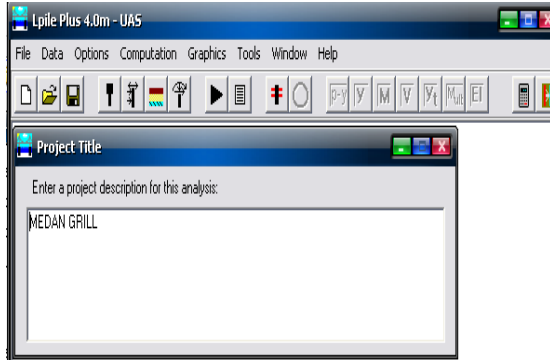 Lpile Plus 4.0m - UAS
File Data Options Computation Graphics Tools Window Help
p-y y M V yt Mult EI
Project Title
Enter a project description for this analysis:
MEDAN GRILL